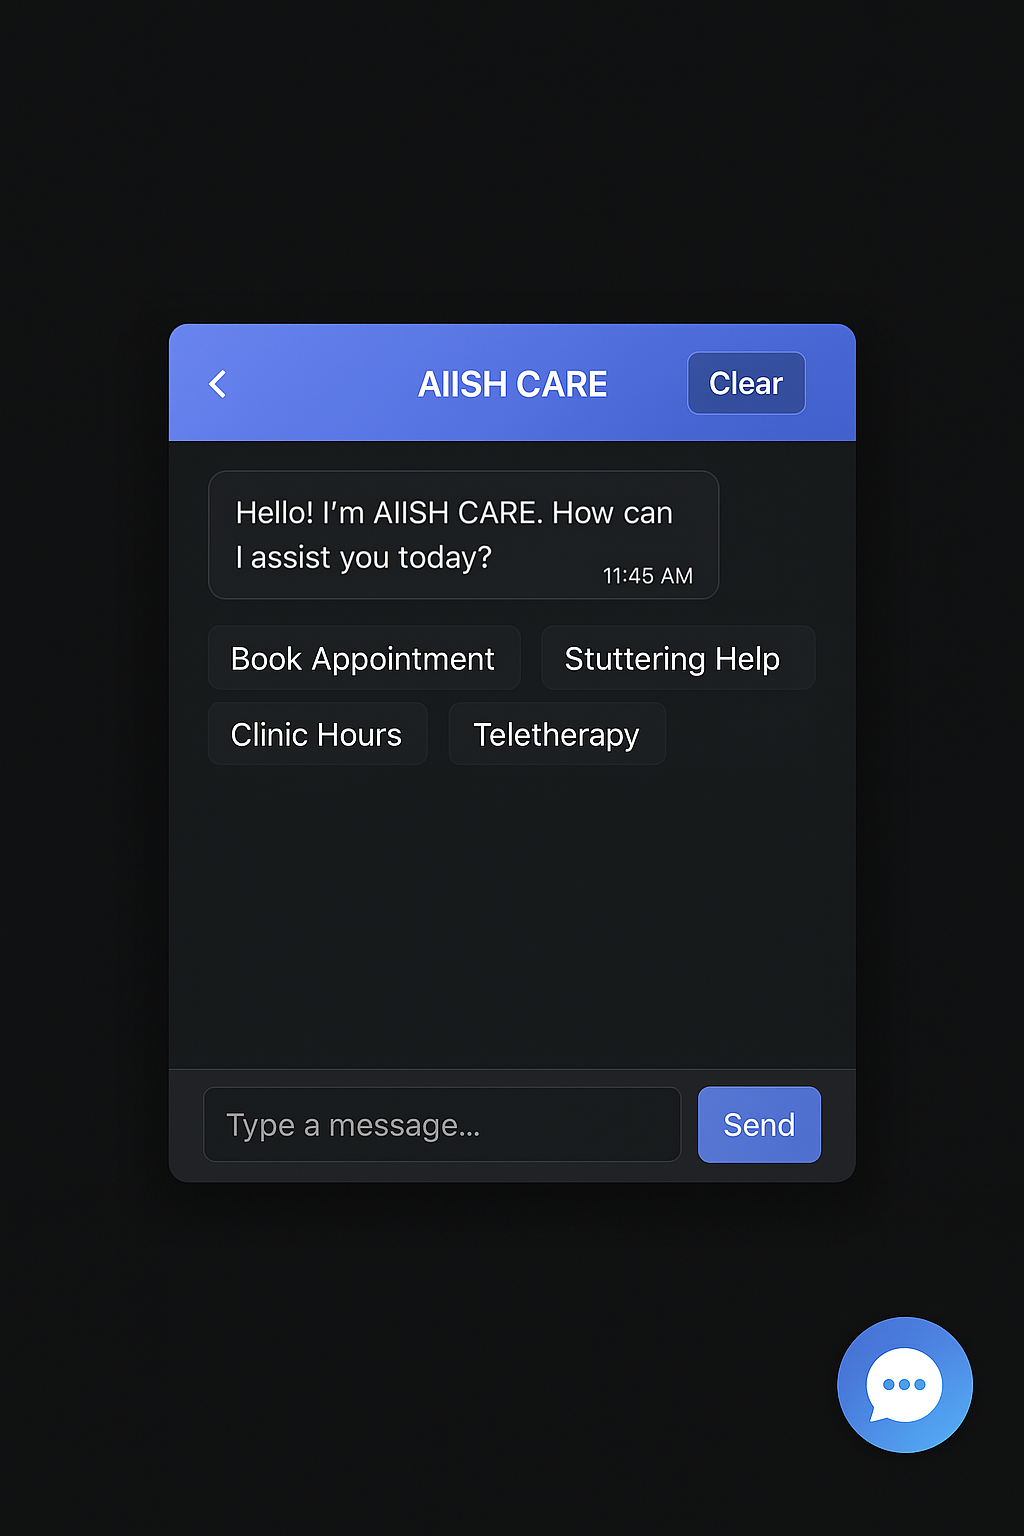 AIISH CARE
Clear
Hello! I’m AIISH CARE. How can
I assist you today?
11:45 AM
Book Appointment
Stuttering Help
Clinic Hours
Teletherapy
Type a message...
Send